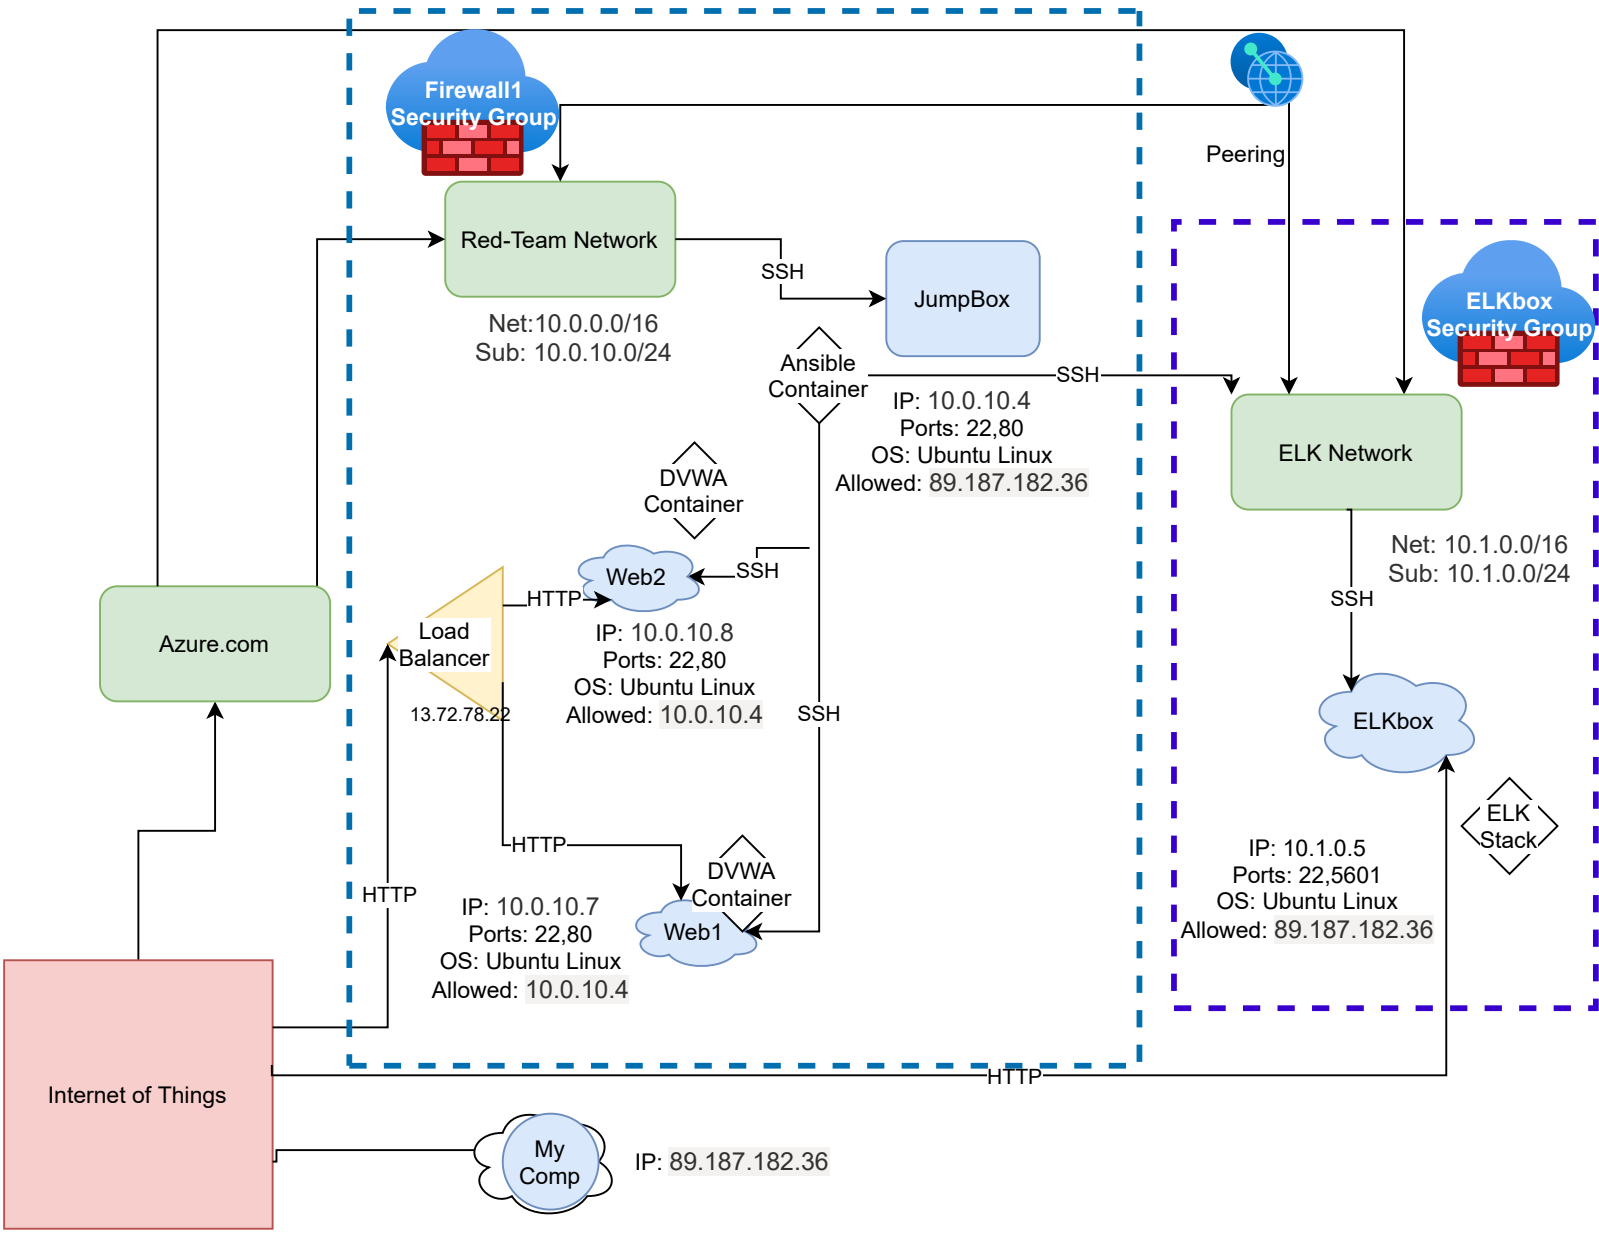 Firewall1
Security Group
Peering
Red-Team Network
SSH
JumpBox
ELKbox
Security Group
Net:10.0.0.0/16
Sub: 10.0.10.0/24
Ansible
Container
SSH
IP: 10.0.10.4
Ports: 22,80
OS: Ubuntu Linux
Allowed: 89.187.182.36
ELK Network
DVWA
Container
Net: 10.1.0.0/16
Sub: 10.1.0.0/24
SSH
Web2
SSH
HTTP
Load
Balancer
13.72.78.22
Azure.com
IP: 10.0.10.8
Ports: 22,80
OS: Ubuntu Linux
Allowed: 10.0.10.4
SSH
ELKbox
ELK
Stack
HTTP
DVWA
Container
Web1
HTTP
IP: 10.0.10.7
Ports: 22,80
OS: Ubuntu Linux
Allowed: 10.0.10.4
IP: 10.1.0.5
Ports: 22,5601
OS: Ubuntu Linux
Allowed: 89.187.182.36
HTTP
Internet of Things
My
Comp
IP: 89.187.182.36